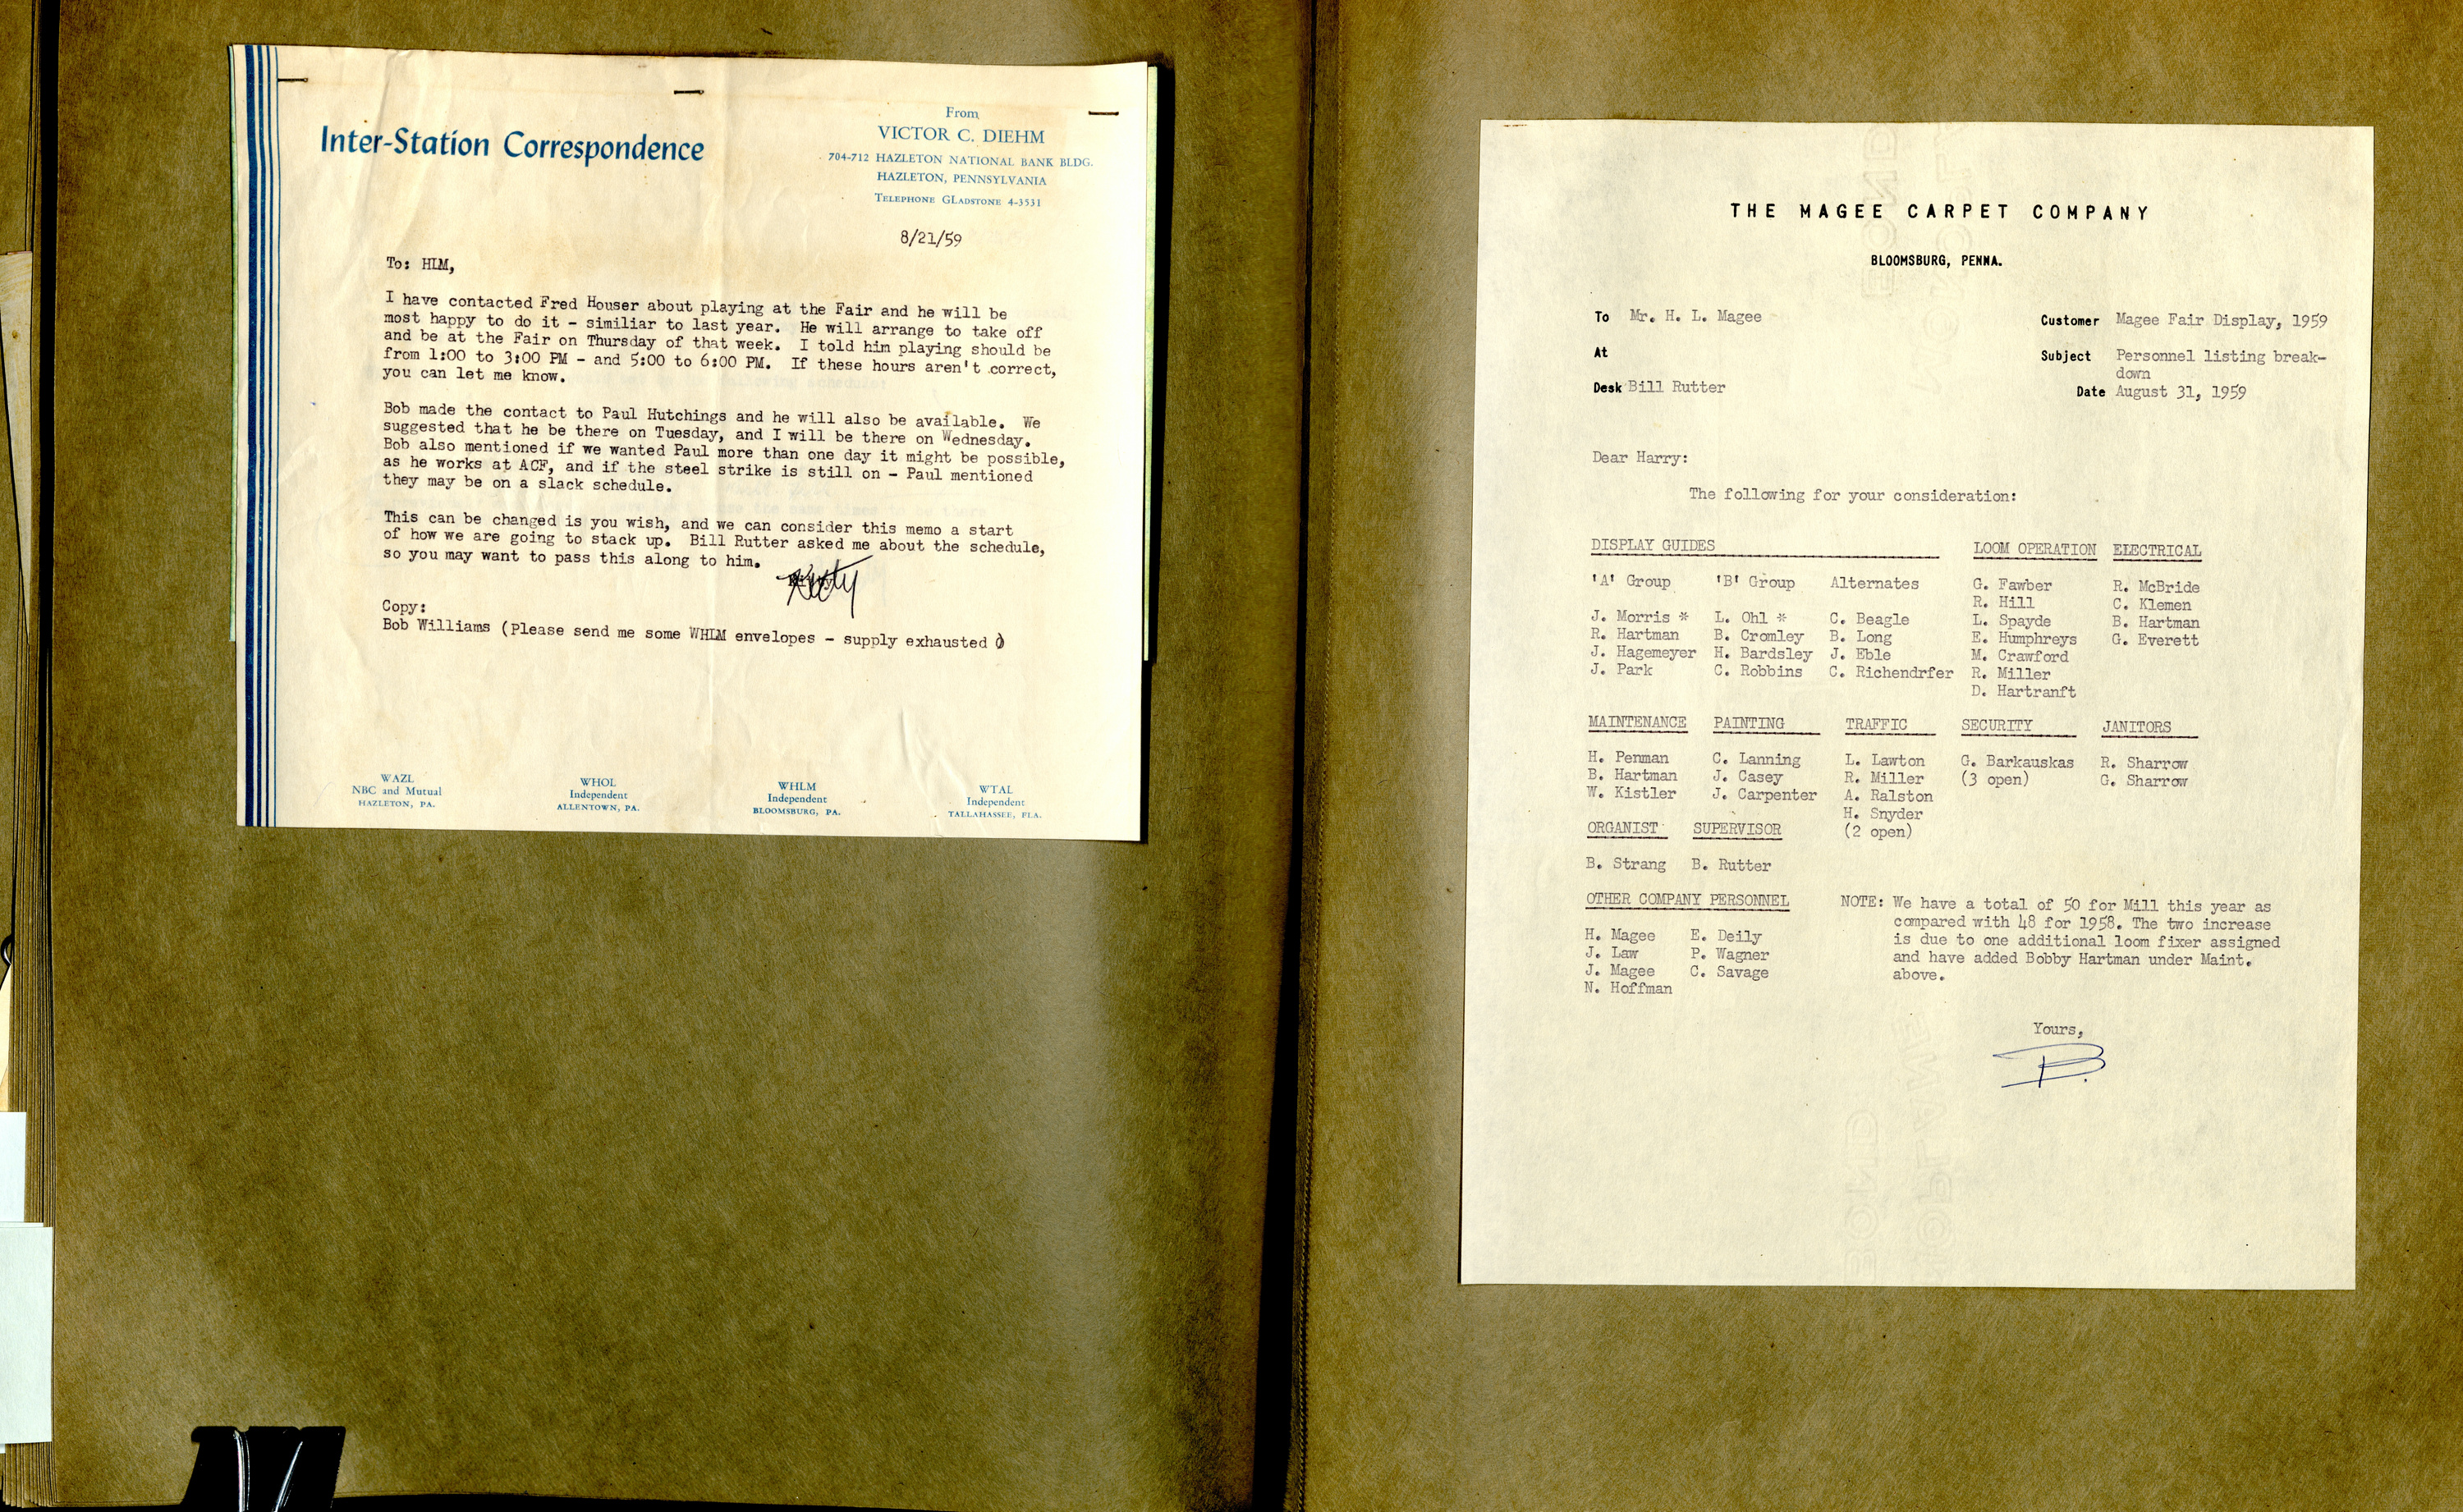 Inter-Station Correspondence
From
VICTOR C. DIEHM
704-712 HAZLETON NATIONAL BANK BLDG.
HAZLETON, PENNSYLVANIA
TELEPHONE GLADSTONE 4-3531
8/21/59
To: HLM,
I have contacted Fred Houser about playing at the Fair and he will be
most happy to do it - similiar to last year. He will arrange to take off
and be at the Fair on Thursday of that week. I told him playing should be
from 1:00 to 3:00 PM - and 5:00 to 6:00 PM. If these hours aren't correct,
you can let me know.
Bob made the contact to Paul Hutchings and he will also be available. We
suggested that he be there on Tuesday, and I will be there on Wednesday.
Bob also mentioned if we wanted Paul more than one day it might be possible,
as he works at ACF, and if the steel strike is still on - Paul mentioned
they may be on a slack schedule.
This can be changed is you wish, and we can consider this memo a start
of how we are going to stack up. Bill Rutter asked me about the schedule,
so you may want to pass this along to him.
Copy:
Bob Williams (Please send me some WHLM envelopes - supply exhausted )
WAZL
NBC and Mutual
HAZLETON, PA.
WHOL
Independent
ALLENTOWN, PA.
WHLM
Independent
BLOOMSBURG, PA.
WTAL
Independent
TALLAHASSEE, FLA.
THE MAGEE CARPET COMPANY
BLOOMSBURG, PENNA.
To Mr. H. L. Magee
Customer Magee Fair Display, 1959
At
Subject Personnel listing break-
down
Desk Bill Rutter
Date August 31, 1959
Dear Harry:
The following for your consideration:
DISPLAY GUIDES LOOM OPERATION ELECTRICAL
'A' Group 'B' Group Alternates G. Fawber R. McBride
R. Hill C. Klemen
J. Morris * L. Ohl * C. Beagle L. Spayde B. Hartman
R. Hartman B. Cromley B. Long E. Humphreys G. Everett
J. Hagemeyer H. Bardsley J. Eble M. Crawford
J. Park C. Robbins C. Richendrfer R. Miller
D. Hartranft
MAINTENANCE PAINTING TRAFFIC SECURITY JANITORS
H. Penman C. Lanning L. Lawton G. Barkauskas R. Sharrow
B. Hartman J. Casey R. Miller (3 open) G. Sharrow
W. Kistler J. Carpenter A. Ralston
H. Snyder
ORGANIST SUPERVISOR (2 open)
B. Strang B. Rutter
OTHER COMPANY PERSONNEL
H. Magee E. Deily
J. Law P. Wagner
J. Magee C. Savage
N. Hoffman
NOTE: We have a total of 50 for Mill this year as
compared with 48 for 1958. The two increase
is due to one additional loom fixer assigned
and have added Bobby Hartman under Maint.
above.
Yours,
B.